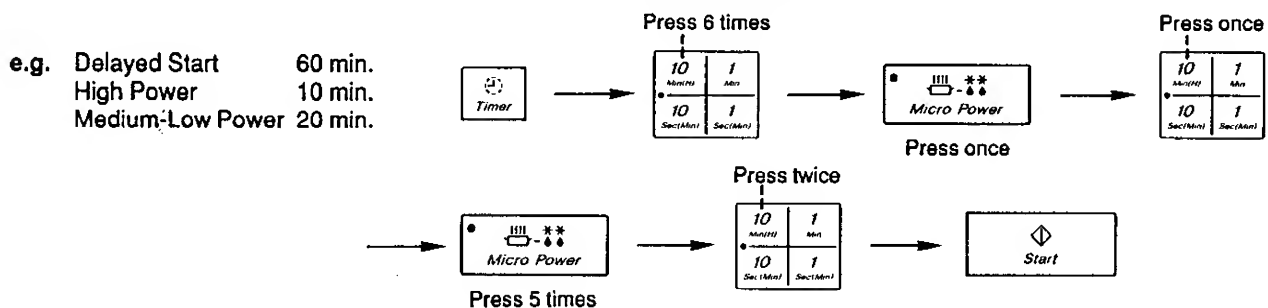 Press 6 times
Press once
e.g. Delayed Start 60 min.
High Power 10 min.
Medium-Low Power 20 min.
Timer
10 Min(H) 1 Min
10 Sec(Min) 1 Sec(Min)
Micro Power
Press once
10 Min(H) 1 Min
10 Sec(Min) 1 Sec(Min)
Press twice
Micro Power
Press 5 times
10 Min(H) 1 Min
10 Sec(Min) 1 Sec(Min)
Start